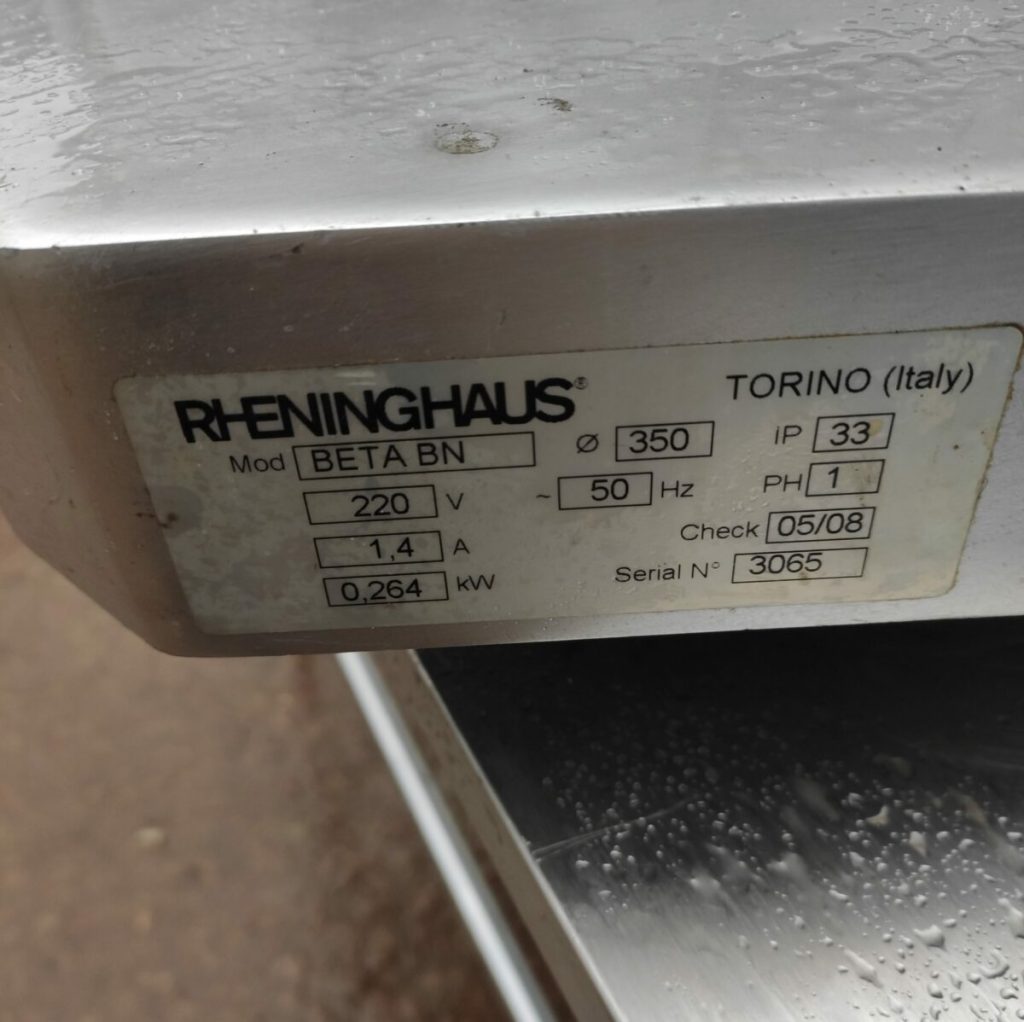 RHENINGHAUS® TORINO (Italy)
Mod BETA BN Ø 350 IP 33
220 V ~ 50 Hz PH 1
1,4 A Check 05/08
0,264 kW Serial N° 3065